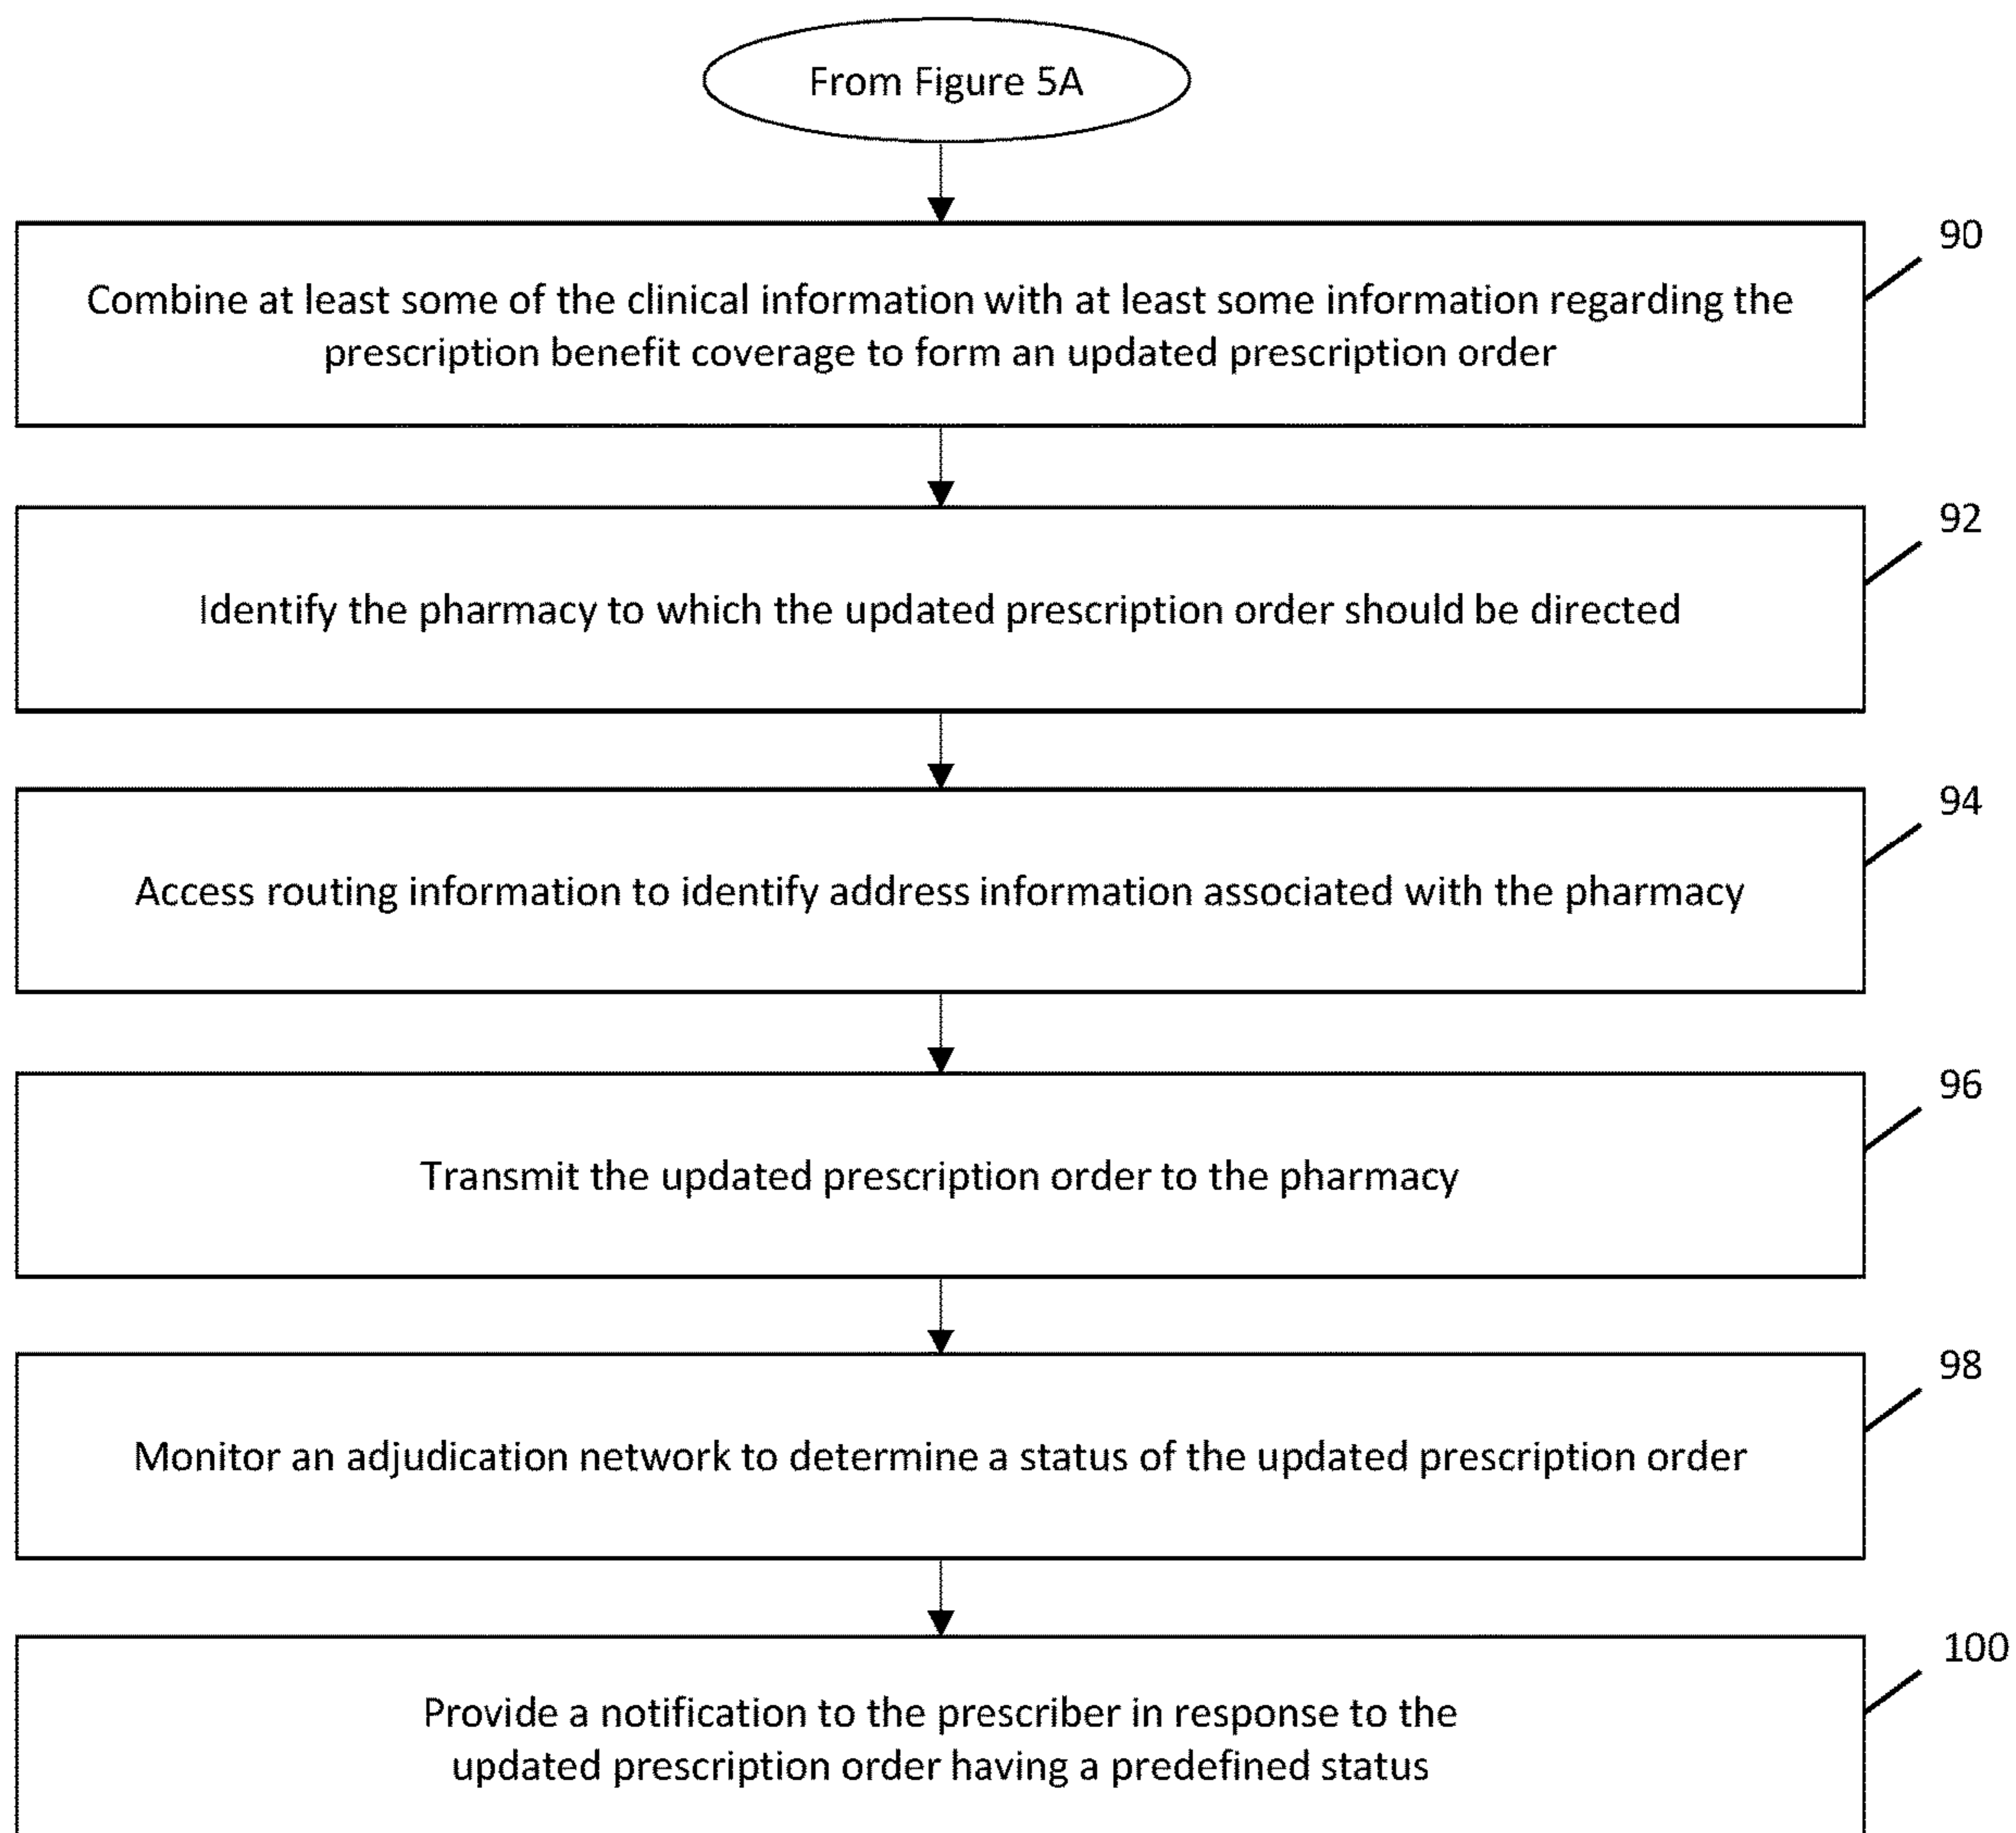 From Figure 5A
90
Combine at least some of the clinical information with at least some information regarding the
prescription benefit coverage to form an updated prescription order
92
Identify the pharmacy to which the updated prescription order should be directed
94
Access routing information to identify address information associated with the pharmacy
96
Transmit the updated prescription order to the pharmacy
98
Monitor an adjudication network to determine a status of the updated prescription order
100
Provide a notification to the prescriber in response to the
updated prescription order having a predefined status